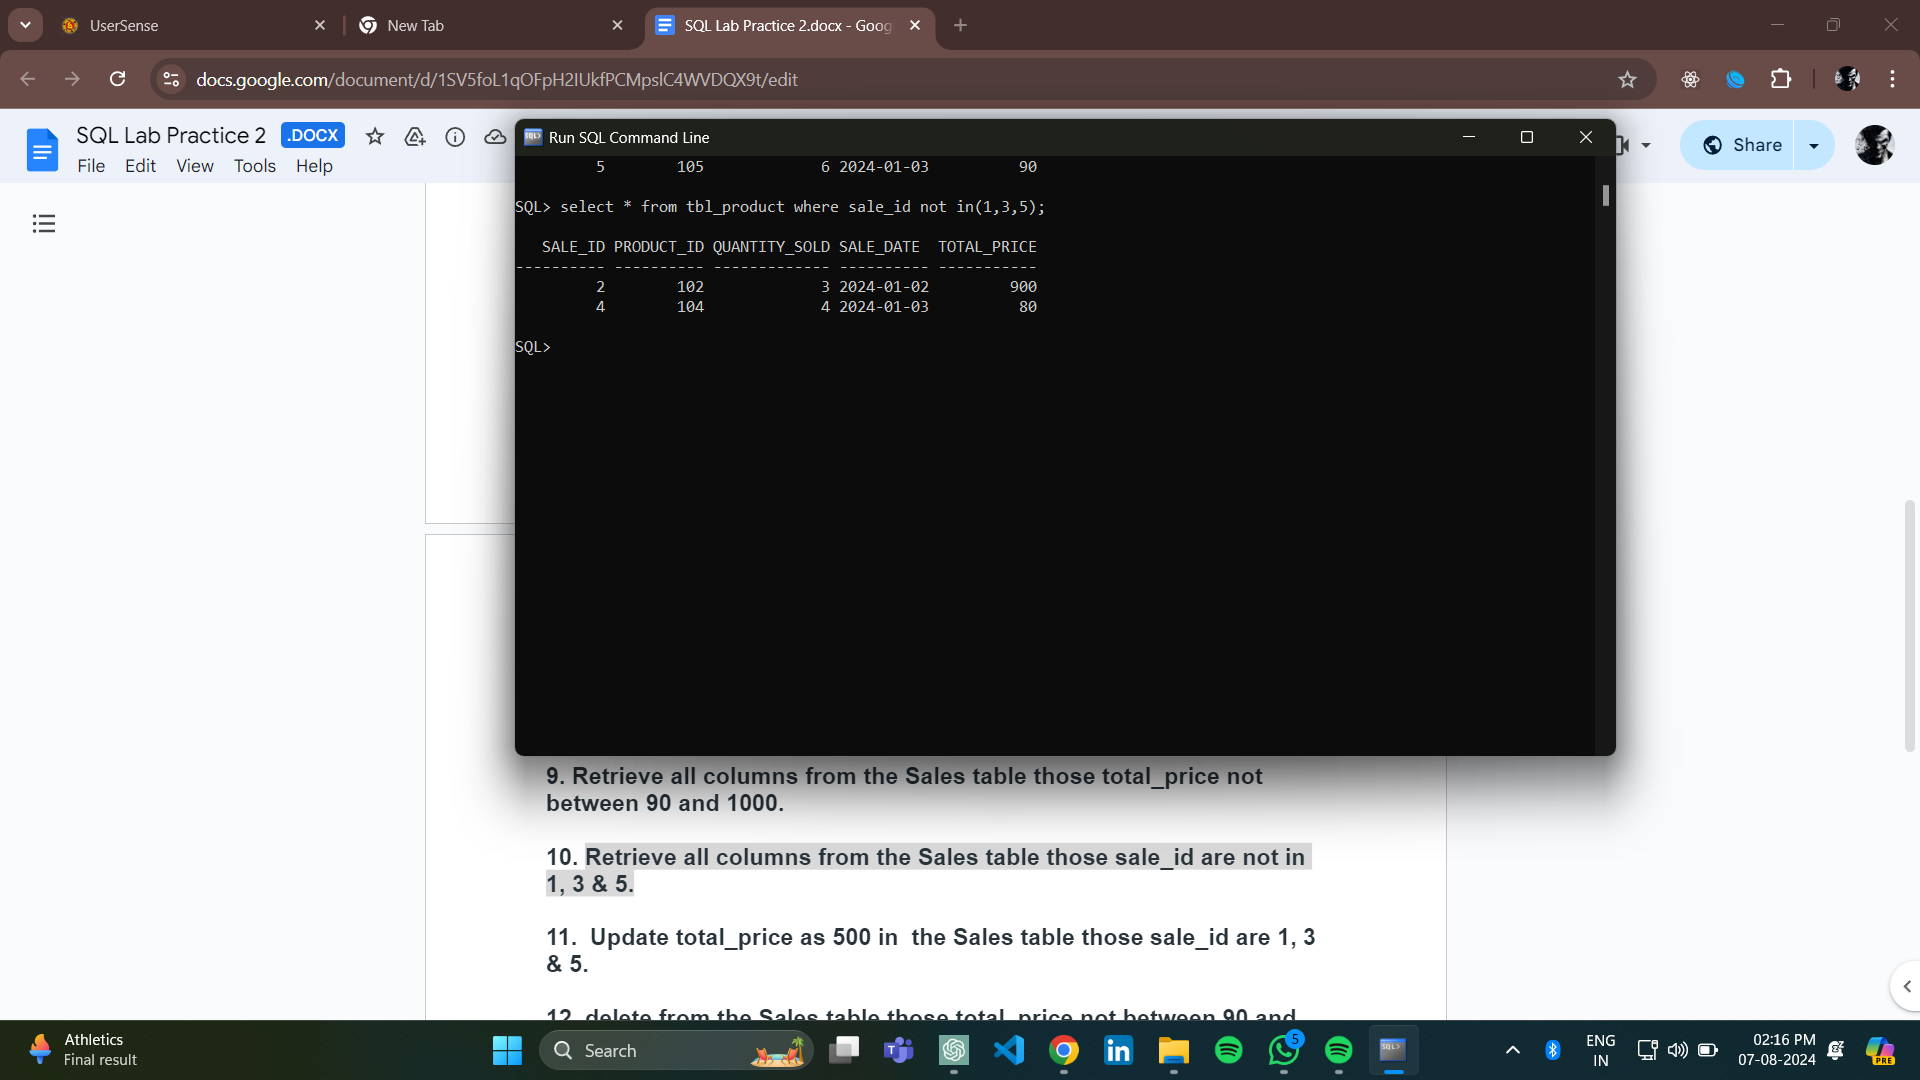 UserSense
New Tab
SQL Lab Practice 2.docx - Goog
docs.google.com/document/d/1SV5foL1qOFpH2IUkfPCMpslC4WVDQX9t/edit
SQL Lab Practice 2 .DOCX
File Edit View Tools Help
Share
Run SQL Command Line
5 105 6 2024-01-03 90
SQL> select * from tbl_product where sale_id not in(1,3,5);
SALE_ID PRODUCT_ID QUANTITY_SOLD SALE_DATE TOTAL_PRICE
---------- ---------- ------------- ---------- -----------
2 102 3 2024-01-02 900
4 104 4 2024-01-03 80
SQL>
9. Retrieve all columns from the Sales table those total_price not
between 90 and 1000.
10. Retrieve all columns from the Sales table those sale_id are not in
1, 3 & 5.
11.  Update total_price as 500 in  the Sales table those sale_id are 1, 3
& 5.
12. delete from the Sales table those total_price not between 90 and
Athletics
Final result
Search
5
SQL>
ENG
IN
02:16 PM
07-08-2024
PRE